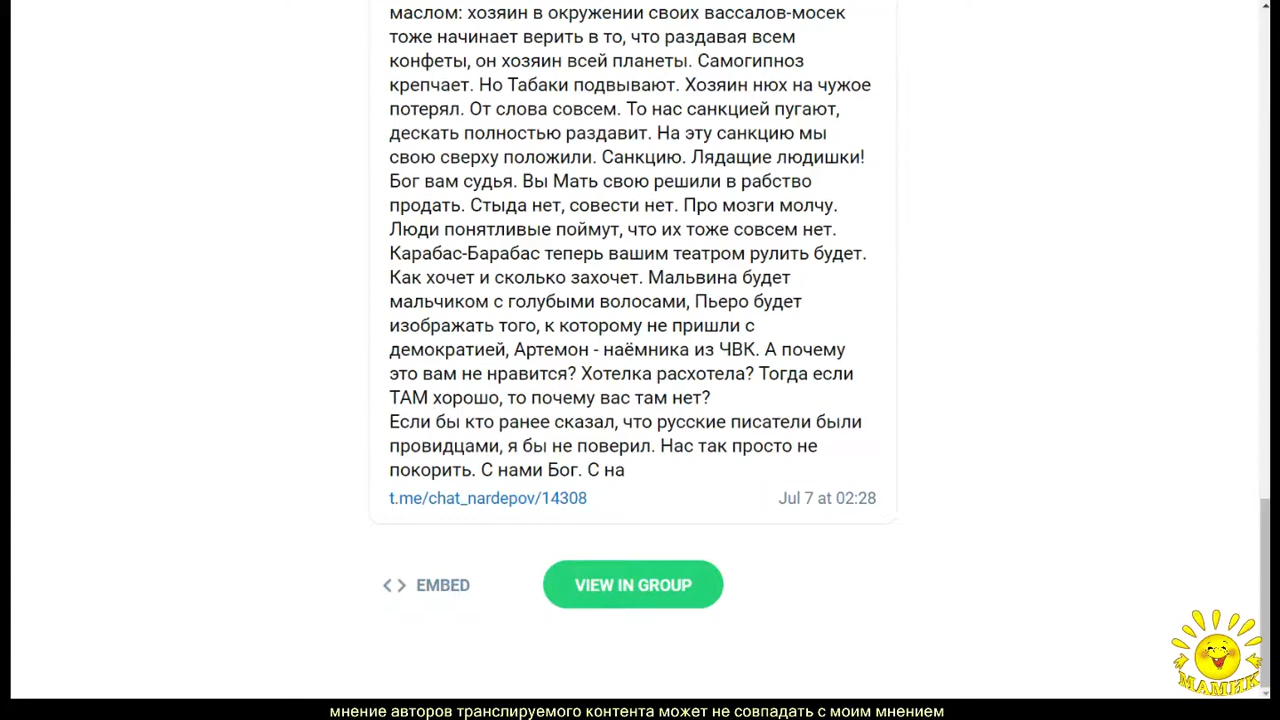 маслом: хозяин в окружении своих вассалов-мосек
тоже начинает верить в то, что раздавая всем
конфеты, он хозяин всей планеты. Самогипноз
крепчает. Но Табаки подвывают. Хозяин нюх на чужое
потерял. От слова совсем. То нас санкцией пугают,
дескать полностью раздавит. На эту санкцию мы
свою сверху положили. Санкцию. Лядащие людишки!
Бог вам судья. Вы Мать свою решили в рабство
продать. Стыда нет, совести нет. Про мозги молчу.
Люди понятливые поймут, что их тоже совсем нет.
Карабас-Барабас теперь вашим театром рулить будет.
Как хочет и сколько захочет. Мальвина будет
мальчиком с голубыми волосами, Пьеро будет
изображать того, к которому не пришли с
демократией, Артемон - наёмника из ЧВК. А почему
это вам не нравится? Хотелка расхотела? Тогда если
ТАМ хорошо, то почему вас там нет?
Если бы кто ранее сказал, что русские писатели были
провидцами, я бы не поверил. Нас так просто не
покорить. С нами Бог. С на
t.me/chat_nardepov/14308 Jul 7 at 02:28
EMBED VIEW IN GROUP
МАМИК
мнение авторов транслируемого контента может не совпадать с моим мнением